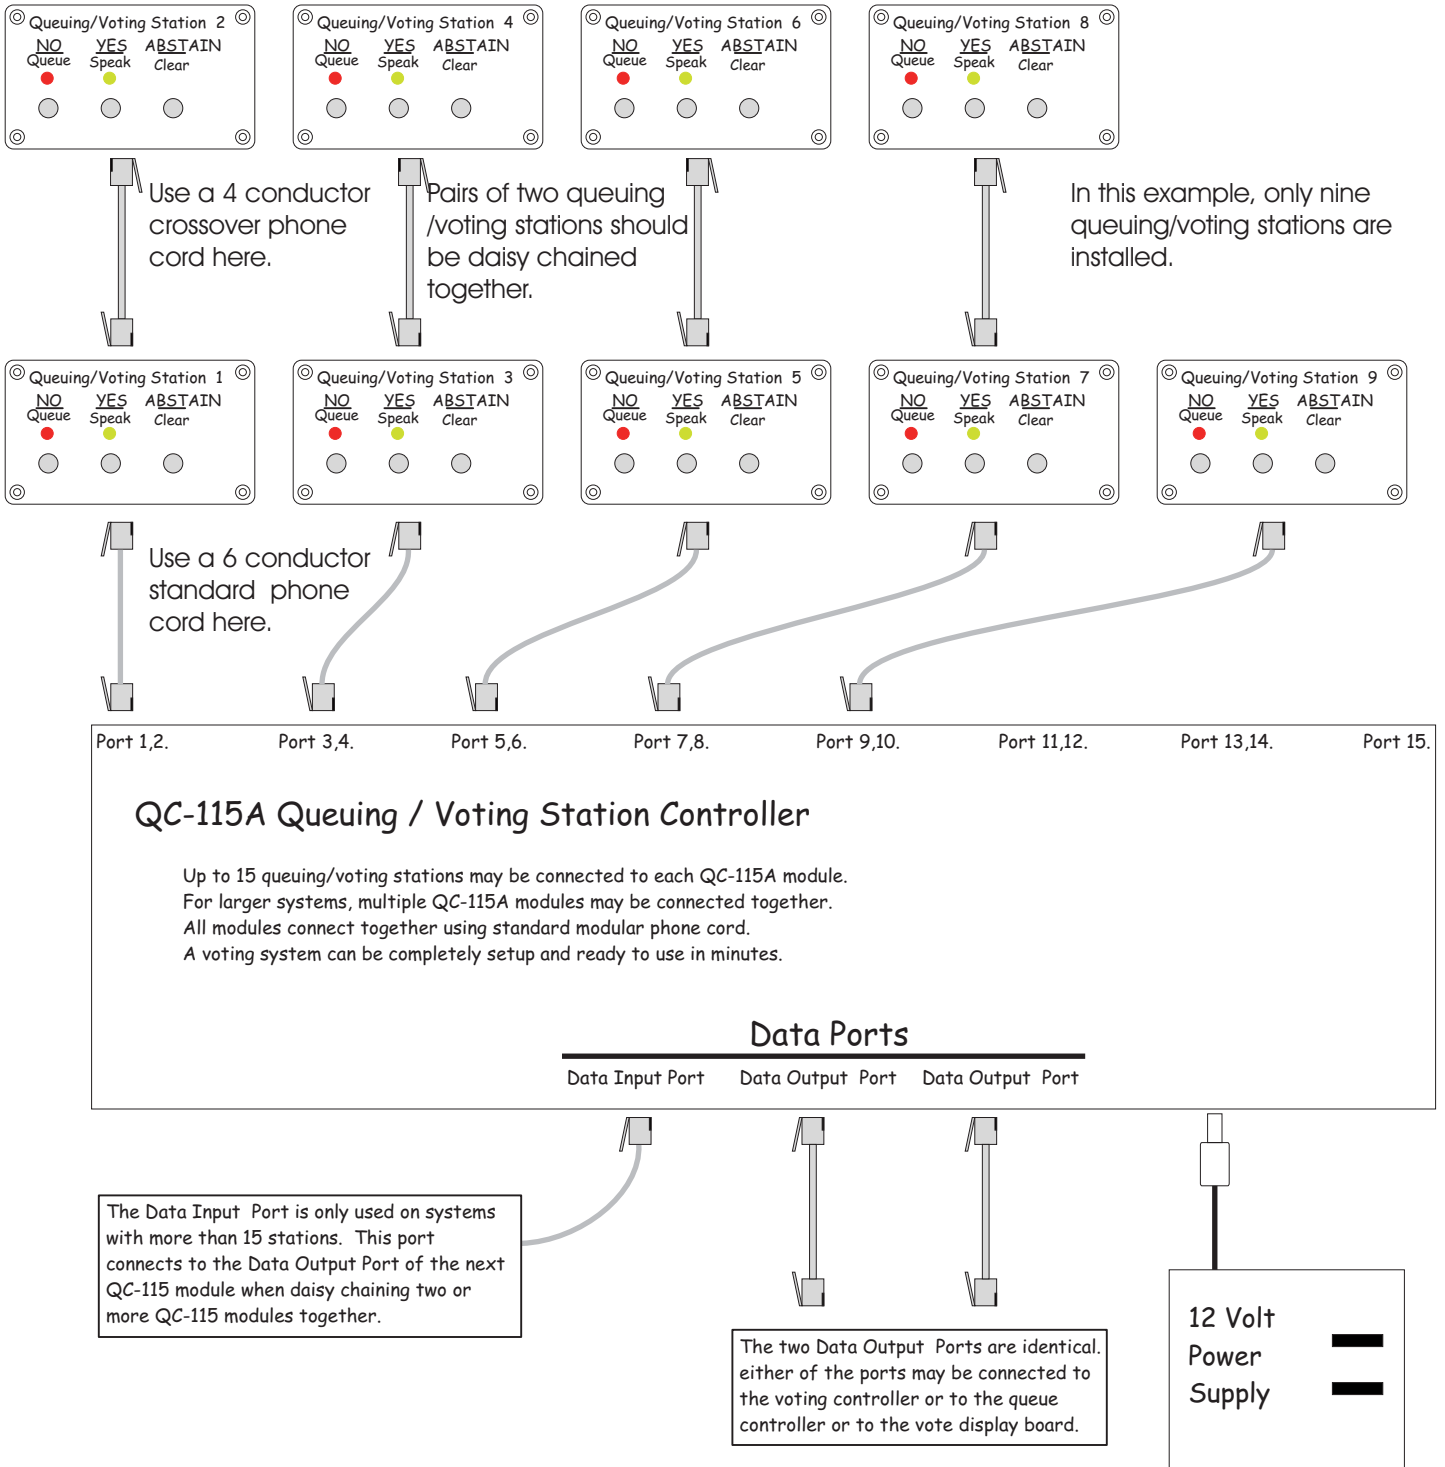 Queuing/Voting Station 2
NO YES ABSTAIN
Queue Speak Clear
Queuing/Voting Station 4
NO YES ABSTAIN
Queue Speak Clear
Queuing/Voting Station 6
NO YES ABSTAIN
Queue Speak Clear
Queuing/Voting Station 8
NO YES ABSTAIN
Queue Speak Clear
Use a 4 conductor
crossover phone
cord here.
Pairs of two queuing
/voting stations should
be daisy chained
together.
In this example, only nine
queuing/voting stations are
installed.
Queuing/Voting Station 1
NO YES ABSTAIN
Queue Speak Clear
Queuing/Voting Station 3
NO YES ABSTAIN
Queue Speak Clear
Queuing/Voting Station 5
NO YES ABSTAIN
Queue Speak Clear
Queuing/Voting Station 7
NO YES ABSTAIN
Queue Speak Clear
Queuing/Voting Station 9
NO YES ABSTAIN
Queue Speak Clear
Use a 6 conductor
standard phone
cord here.
Port 1,2. Port 3,4. Port 5,6. Port 7,8. Port 9,10. Port 11,12. Port 13,14. Port 15.
QC-115A Queuing / Voting Station Controller
Up to 15 queuing/voting stations may be connected to each QC-115A module.
For larger systems, multiple QC-115A modules may be connected together.
All modules connect together using standard modular phone cord.
A voting system can be completely setup and ready to use in minutes.
Data Ports
Data Input Port Data Output Port Data Output Port
The Data Input Port is only used on systems
with more than 15 stations. This port
connects to the Data Output Port of the next
QC-115 module when daisy chaining two or
more QC-115 modules together.
The two Data Output Ports are identical.
either of the ports may be connected to
the voting controller or to the queue
controller or to the vote display board.
12 Volt
Power
Supply